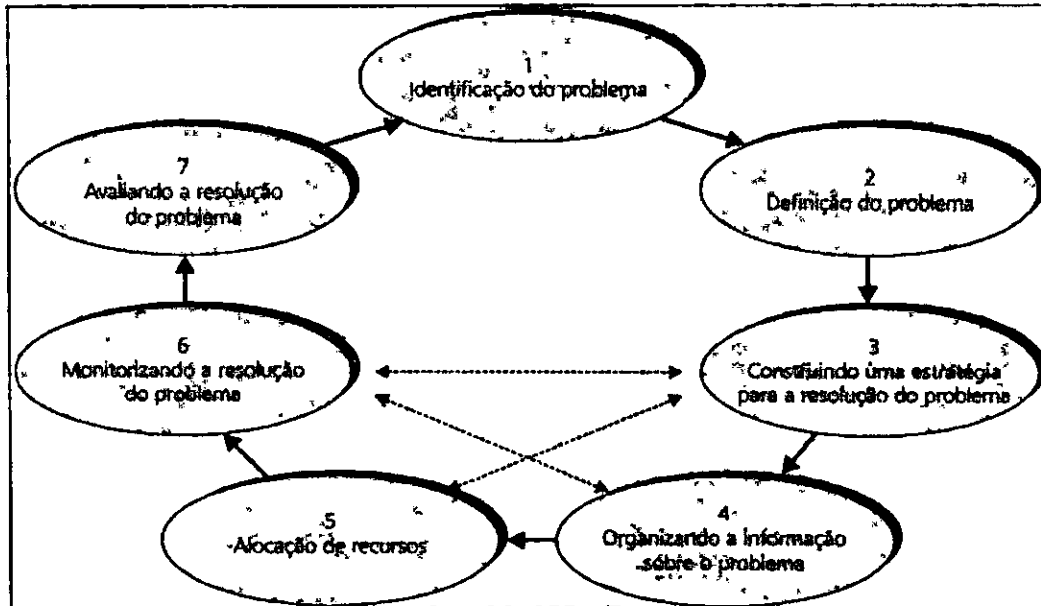 1
Identificação do problema
2
Definição do problema
3
Construindo uma estratégia
para a resolução do problema
4
Organizando a informação
sobre o problema
5
Alocação de recursos
6
Monitorizando a resolução
do problema
7
Avaliando a resolução
do problema